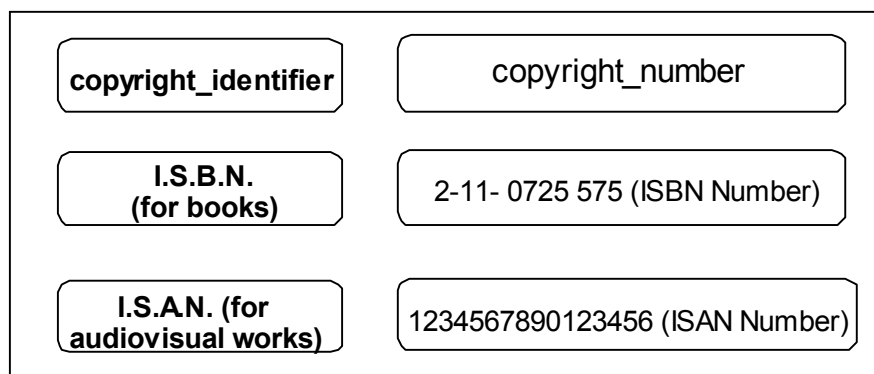 copyright_identifier
copyright_number
I.S.B.N.
(for books)
2-11- 0725 575 (ISBN Number)
I.S.A.N. (for
audiovisual works)
1234567890123456 (ISAN Number)